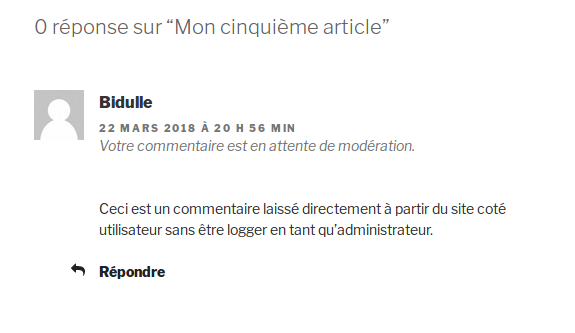 0 réponse sur “Mon cinquième article”
Bidulle
22 MARS 2018 À 20 H 56 MIN
Votre commentaire est en attente de modération.
Ceci est un commentaire laissé directement à partir du site coté
utilisateur sans être logger en tant qu’administrateur.
Répondre